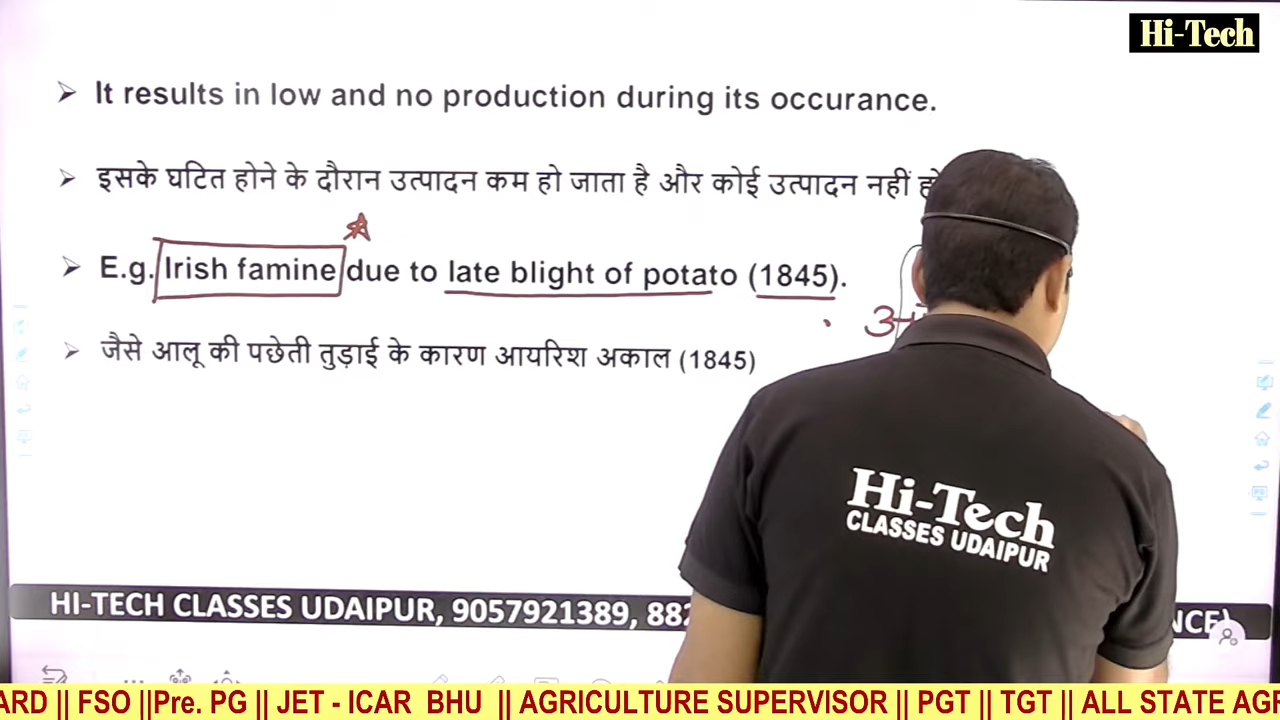 Hi-Tech
➢ It results in low and no production during its occurance.
➢ इसके घटित होने के दौरान उत्पादन कम हो जाता है और कोई उत्पादन नहीं
➢ E.g. Irish famine due to late blight of potato (1845).
➢ जैसे आलू की पछेती तुड़ाई के कारण आयरिश अकाल (1845)
Hi-Tech
CLASSES UDAIPUR
HI-TECH CLASSES UDAIPUR, 9057921389, 882
ARD || FSO ||Pre. PG || JET - ICAR BHU || AGRICULTURE SUPERVISOR || PGT || TGT || ALL STATE AGR